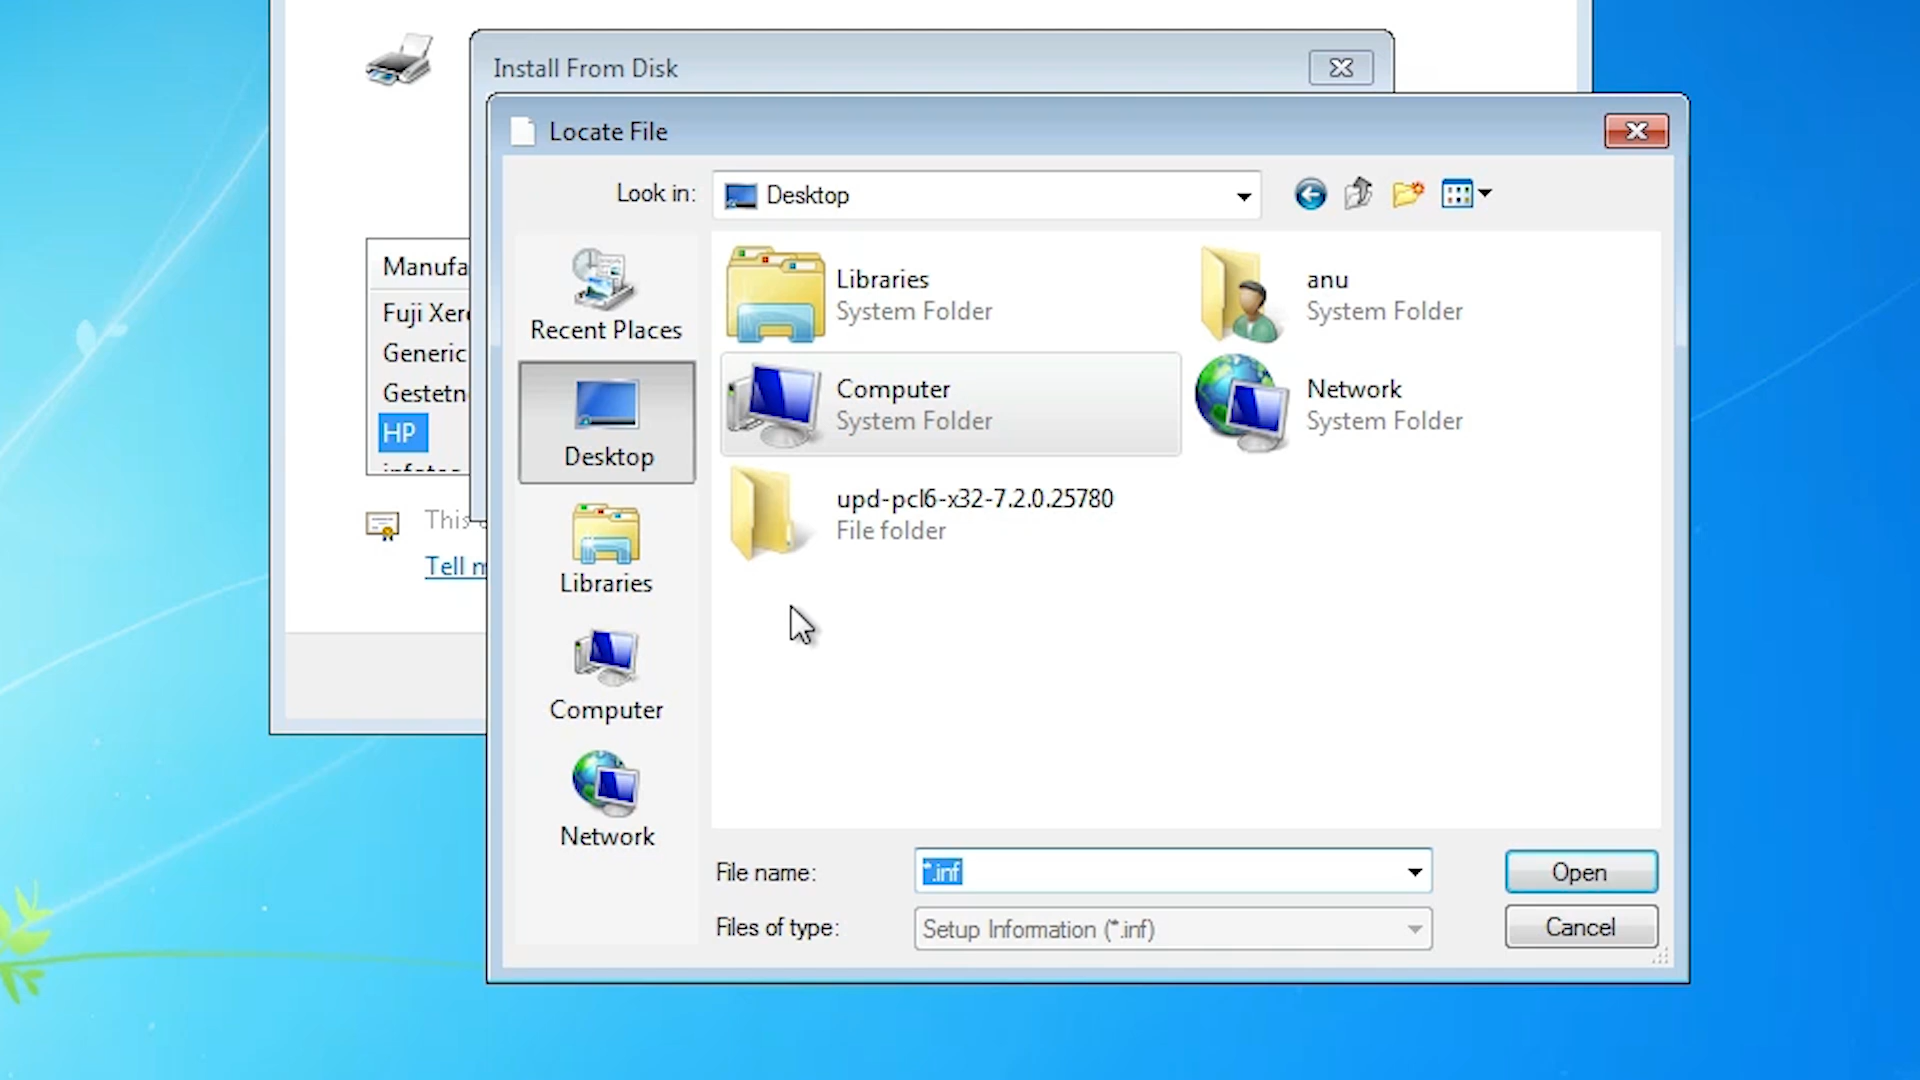 Install From Disk
Locate File
Look in:
Desktop
Manufa
Fuji Xer
Generic
Gestetn
HP
This
Tell m
Recent Places
Desktop
Libraries
Computer
Network
Libraries
System Folder
anu
System Folder
Computer
System Folder
Network
System Folder
upd-pcl6-x32-7.2.0.25780
File folder
File name:
*.inf
Open
Files of type:
Setup Information (*.inf)
Cancel